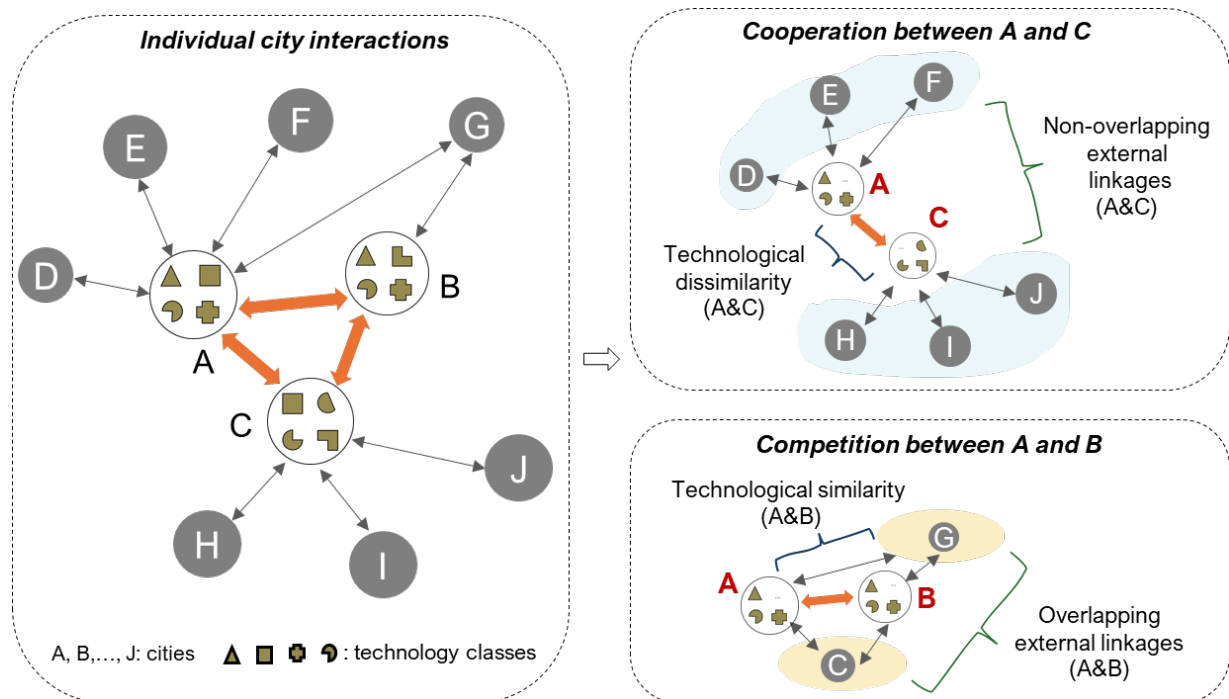 Individual city interactions
E
F
G
D
A
B
C
J
H
I
A, B,…, J: cities
: technology classes
Cooperation between A and C
E
F
D
A
C
Non-overlapping
external
linkages
(A&C)
Technological
dissimilarity
(A&C)
J
H
I
Competition between A and B
Technological similarity
(A&B)
G
A
B
C
Overlapping
external linkages
(A&B)